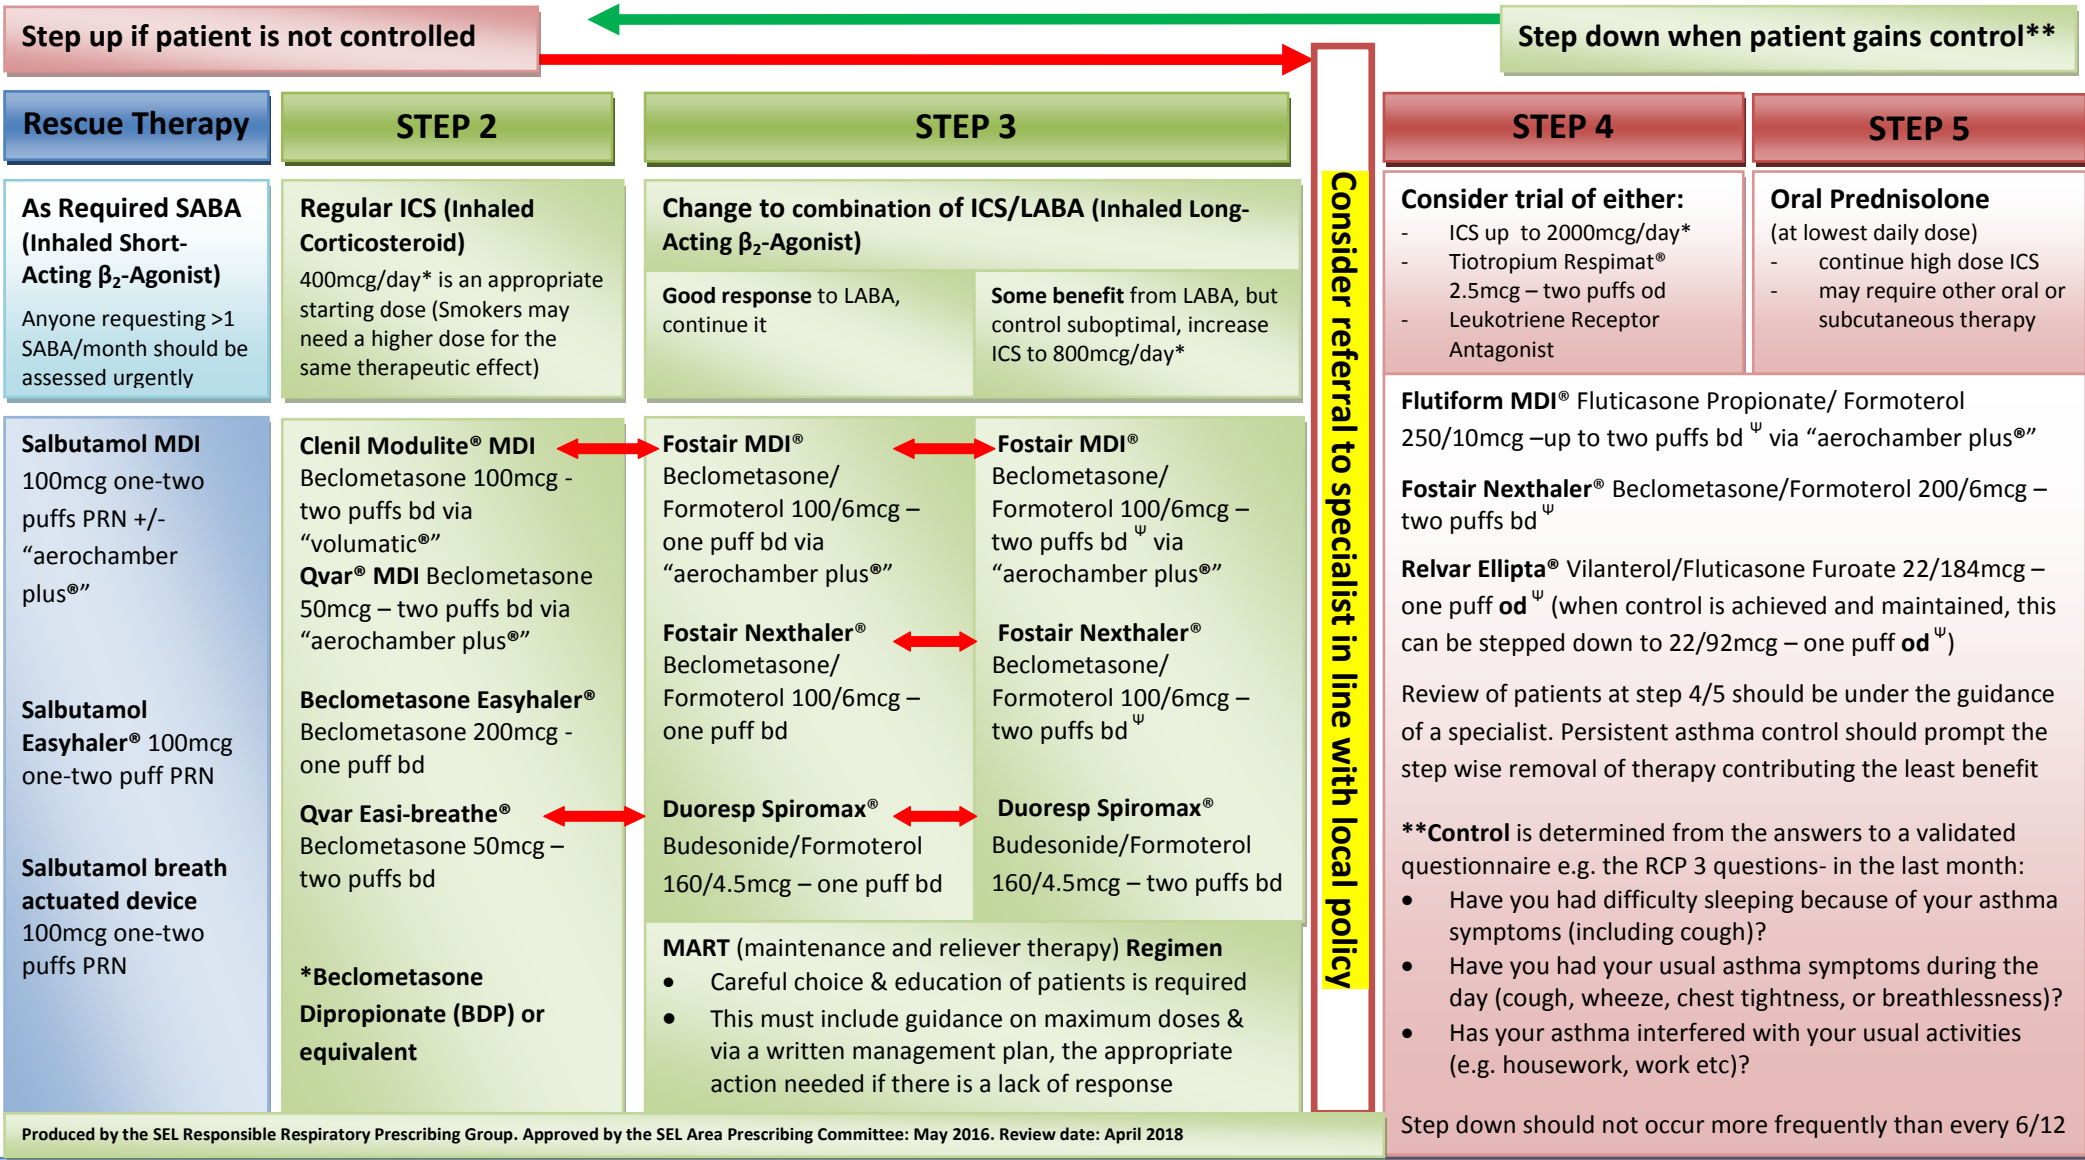 Step up if patient is not controlled
Step down when patient gains control**
Rescue Therapy
As Required SABA
(Inhaled Short-
Acting β₂-Agonist)
Anyone requesting >1
SABA/month should be
assessed urgently
Salbutamol MDI
100mcg one-two
puffs PRN +/-
“aerochamber
plus®”
Salbutamol
Easyhaler® 100mcg
one-two puff PRN
Salbutamol breath
actuated device
100mcg one-two
puffs PRN
STEP 2
Regular ICS (Inhaled
Corticosteroid)
400mcg/day* is an appropriate
starting dose (Smokers may
need a higher dose for the
same therapeutic effect)
Clenil Modulite® MDI
Beclometasone 100mcg -
two puffs bd via
“volumatic®”
Qvar® MDI Beclometasone
50mcg – two puffs bd via
“aerochamber plus®”
Beclometasone Easyhaler®
Beclometasone 200mcg -
one puff bd
Qvar Easi-breathe®
Beclometasone 50mcg –
two puffs bd
*Beclometasone
Dipropionate (BDP) or
equivalent
STEP 3
Change to combination of ICS/LABA (Inhaled Long-
Acting β₂-Agonist)
Good response to LABA,
continue it
Fostair MDI®
Beclometasone/
Formoterol 100/6mcg –
one puff bd via
“aerochamber plus®”
Fostair Nexthaler®
Beclometasone/
Formoterol 100/6mcg –
one puff bd
Duoresp Spiromax®
Budesonide/Formoterol
160/4.5mcg – one puff bd
Some benefit from LABA, but
control suboptimal, increase
ICS to 800mcg/day*
Fostair MDI®
Beclometasone/
Formoterol 100/6mcg –
two puffs bd Ψ via
“aerochamber plus®”
Fostair Nexthaler®
Beclometasone/
Formoterol 100/6mcg –
two puffs bd Ψ
Duoresp Spiromax®
Budesonide/Formoterol
160/4.5mcg – two puffs bd
MART (maintenance and reliever therapy) Regimen
• Careful choice & education of patients is required
• This must include guidance on maximum doses &
via a written management plan, the appropriate
action needed if there is a lack of response
Consider referral to specialist in line with local policy
STEP 4
Consider trial of either:
- ICS up to 2000mcg/day*
- Tiotropium Respimat®
2.5mcg – two puffs od
- Leukotriene Receptor
Antagonist
STEP 5
Oral Prednisolone
(at lowest daily dose)
- continue high dose ICS
- may require other oral or
subcutaneous therapy
Flutiform MDI® Fluticasone Propionate/ Formoterol
250/10mcg –up to two puffs bd Ψ via “aerochamber plus®”
Fostair Nexthaler® Beclometasone/Formoterol 200/6mcg –
two puffs bd Ψ
Relvar Ellipta® Vilanterol/Fluticasone Furoate 22/184mcg –
one puff od Ψ (when control is achieved and maintained, this
can be stepped down to 22/92mcg – one puff od Ψ)
Review of patients at step 4/5 should be under the guidance
of a specialist. Persistent asthma control should prompt the
step wise removal of therapy contributing the least benefit
**Control is determined from the answers to a validated
questionnaire e.g. the RCP 3 questions- in the last month:
• Have you had difficulty sleeping because of your asthma
symptoms (including cough)?
• Have you had your usual asthma symptoms during the
day (cough, wheeze, chest tightness, or breathlessness)?
• Has your asthma interfered with your usual activities
(e.g. housework, work etc)?
Step down should not occur more frequently than every 6/12
Produced by the SEL Responsible Respiratory Prescribing Group. Approved by the SEL Area Prescribing Committee: May 2016. Review date: April 2018